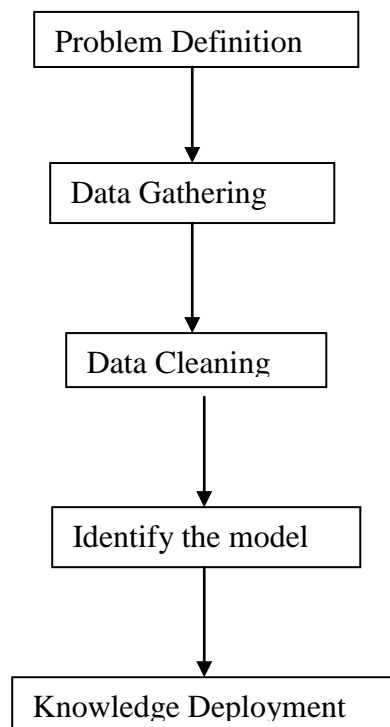 Problem Definition
Data Gathering
Data Cleaning
Identify the model
Knowledge Deployment